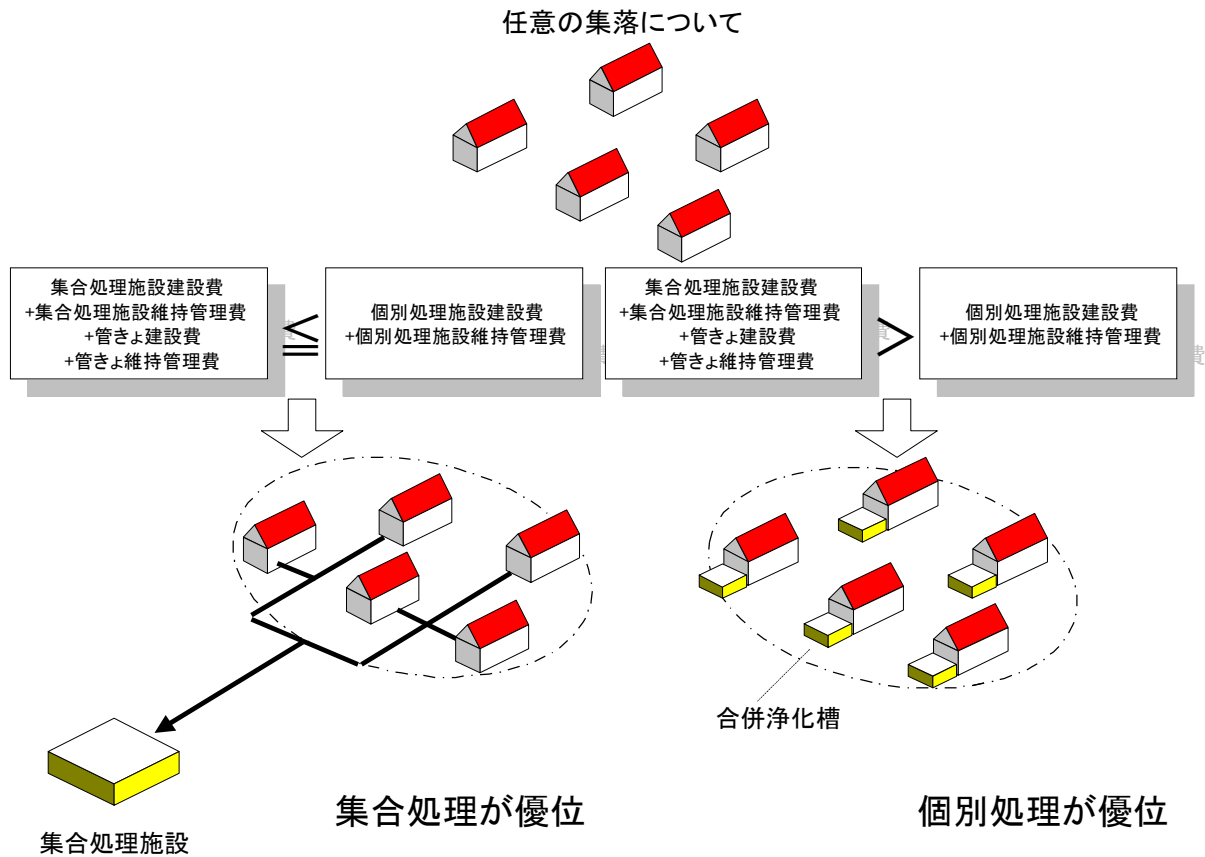 任意の集落について
集合処理施設建設費
+集合処理施設維持管理費
+管きょ建設費
+管きょ維持管理費
≦
個別処理施設建設費
+個別処理施設維持管理費
集合処理施設建設費
+集合処理施設維持管理費
+管きょ建設費
+管きょ維持管理費
>
個別処理施設建設費
+個別処理施設維持管理費
費
費
費
費
合併浄化槽
集合処理が優位
個別処理が優位
集合処理施設